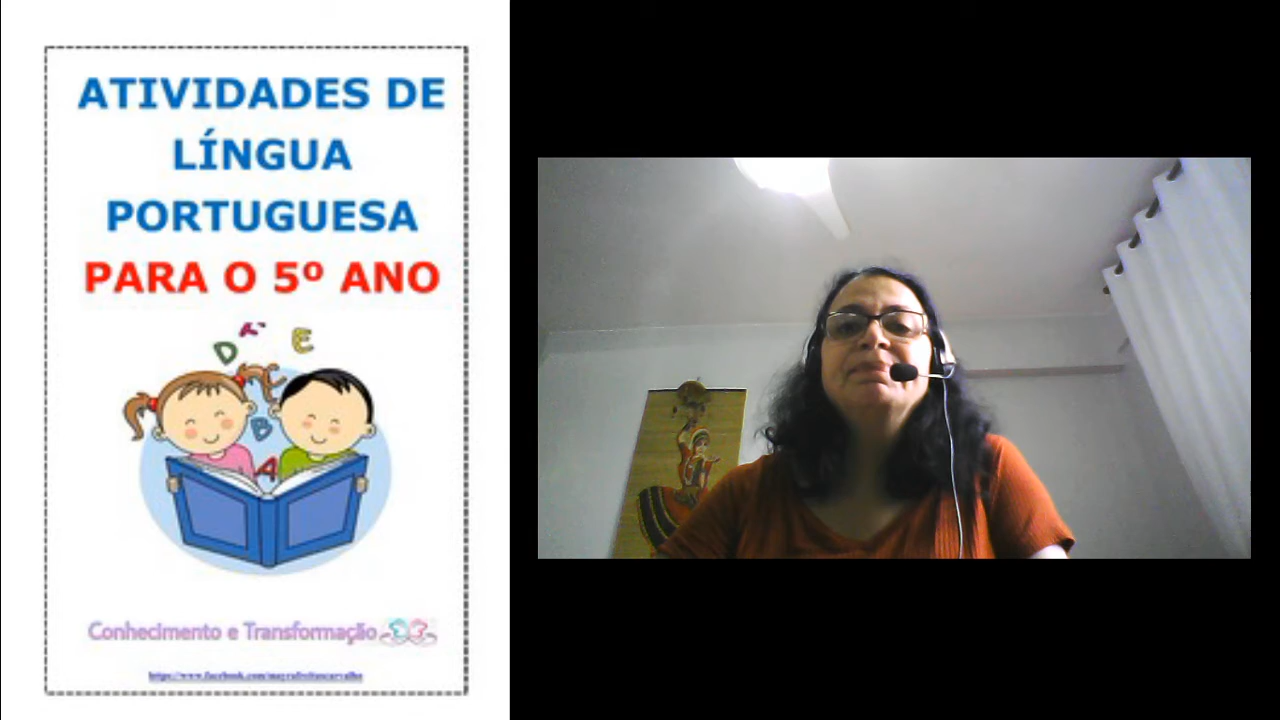 ATIVIDADES DE
LÍNGUA
PORTUGUESA
PARA O 5º ANO
D A E
B
A
Conhecimento e Transformação